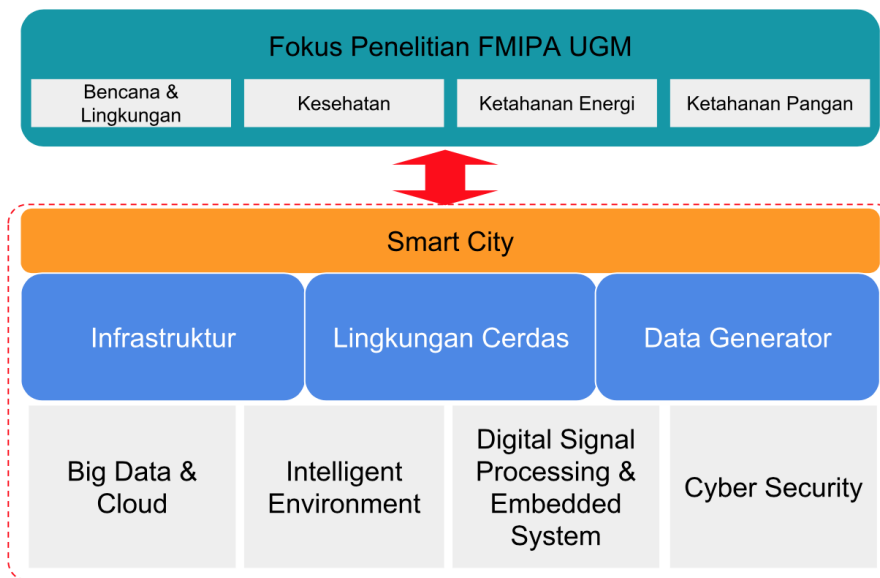 Fokus Penelitian FMIPA UGM
Bencana &
Lingkungan
Kesehatan
Ketahanan Energi
Ketahanan Pangan
Smart City
Infrastruktur
Lingkungan Cerdas
Data Generator
Big Data &
Cloud
Intelligent
Environment
Digital Signal
Processing &
Embedded
System
Cyber Security